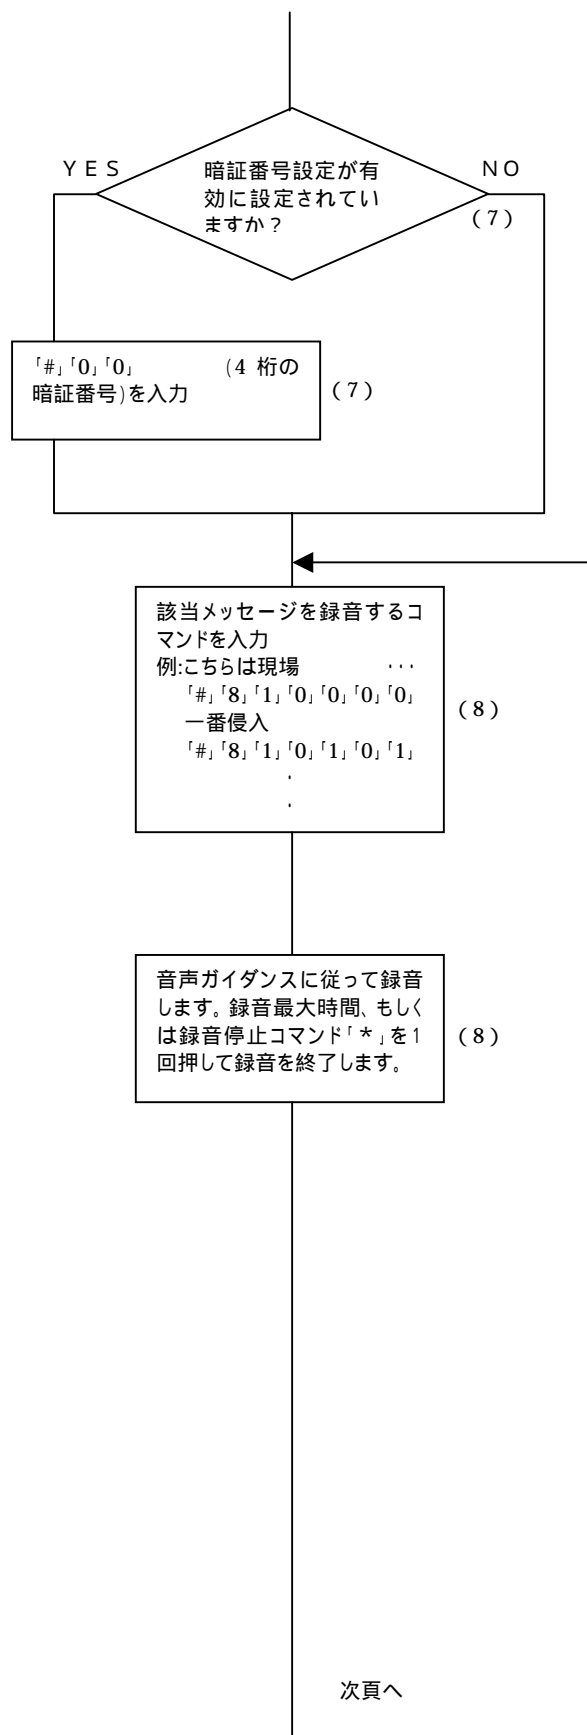 YES
NO
暗証番号設定が有
効に設定されてい
ますか？
(7)
｢#｣｢0｣｢0｣ (4 桁の
暗証番号)を入力
(7)
該当メッセージを録音するコ
マンドを入力
例:こちらは現場 ･･･
｢#｣｢8｣｢1｣｢0｣｢0｣｢0｣｢0｣
一番侵入
｢#｣｢8｣｢1｣｢0｣｢1｣｢0｣｢1｣
･
･
(8)
音声ガイダンスに従って録音
します。録音最大時間、もしく
は録音停止コマンド｢＊｣を1
回押して録音を終了します。
(8)
次頁へ